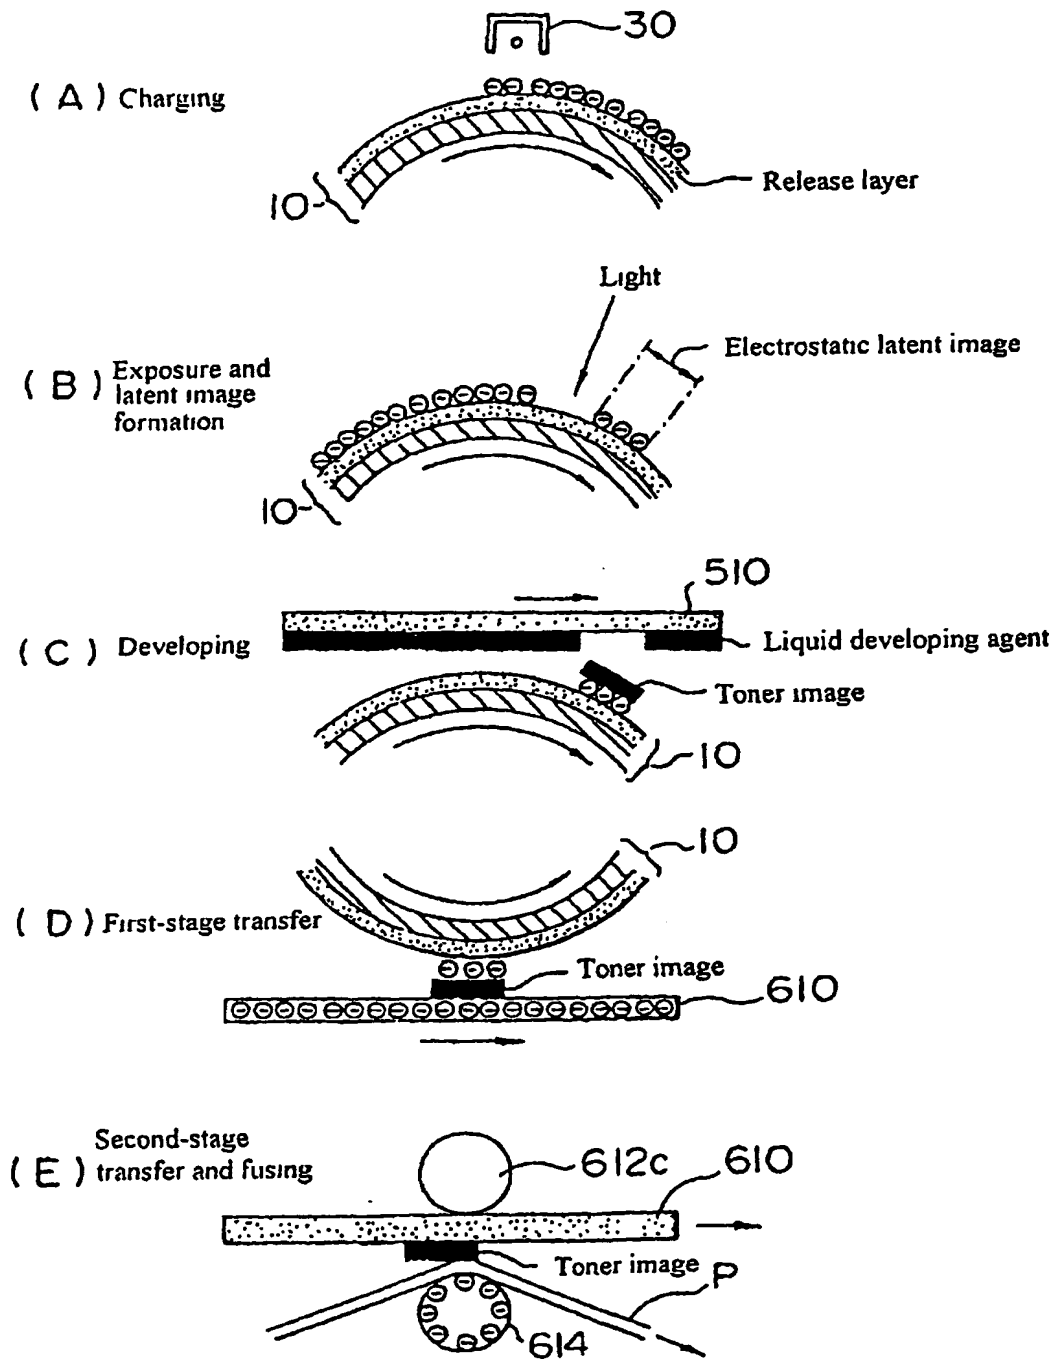 30
( A ) Charging
Release layer
10
Light
Electrostatic latent image
( B ) Exposure and
latent image
formation
10
510
( C ) Developing
Liquid developing agent
Toner image
10
10
( D ) First-stage transfer
Toner image
610
Second-stage
( E ) transfer and fusing
612c
610
Toner image
P
614